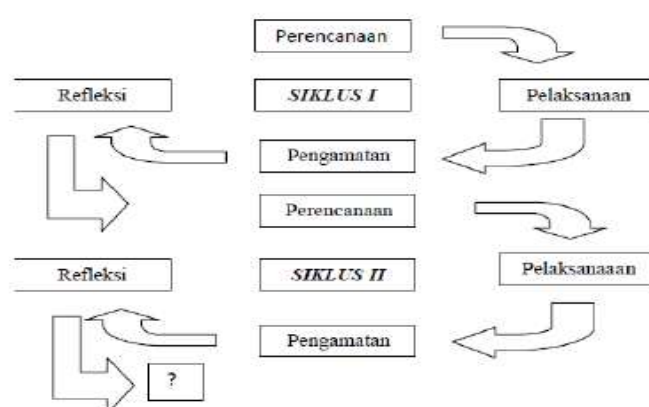 Perencanaan
Refleksi
SIKLUS I
Pelaksanaan
Pengamatan
Perencanaan
Refleksi
SIKLUS II
Pelaksanaaan
Pengamatan
?